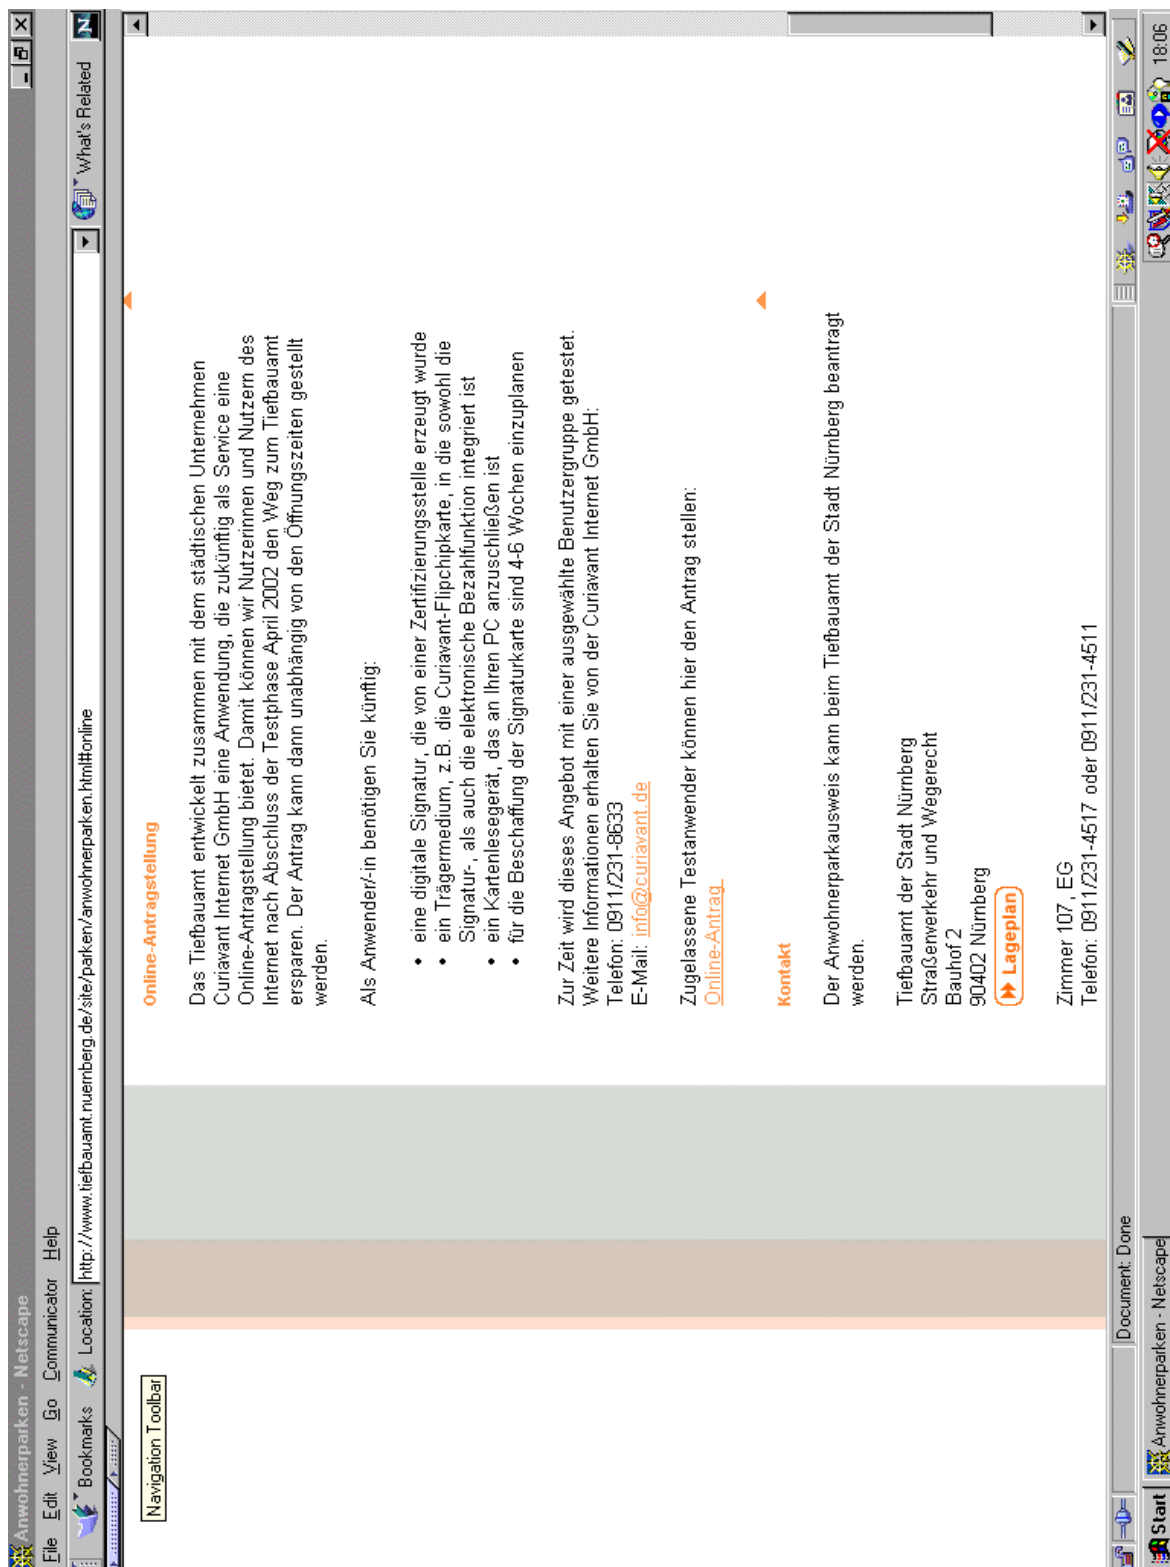 Anwohnerparken - Netscape
File Edit View Go Communicator Help
Bookmarks Location: http://www.tiefbauamt.nuernberg.de/site/parken/anwohnerparken.html#online What's Related
Navigation Toolbar
Online-Antragstellung
Das Tiefbauamt entwickelt zusammen mit dem städtischen Unternehmen
Curiavant Internet GmbH eine Anwendung, die zukünftig als Service eine
Online-Antragstellung bietet. Damit können wir Nutzerinnen und Nutzern des
Internet nach Abschluss der Testphase April 2002 den Weg zum Tiefbauamt
ersparen. Der Antrag kann dann unabhängig von den Öffnungszeiten gestellt
werden.
Als Anwender/-in benötigen Sie künftig:
• eine digitale Signatur, die von einer Zertifizierungsstelle erzeugt wurde
• ein Trägermedium, z.B. die Curiavant-Flipchipkarte, in die sowohl die
Signatur-, als auch die elektronische Bezahlfunktion integriert ist
• ein Kartenlesegerät, das an Ihren PC anzuschließen ist
• für die Beschaffung der Signaturkarte sind 4-6 Wochen einzuplanen
Zur Zeit wird dieses Angebot mit einer ausgewählte Benutzergruppe getestet.
Weitere Informationen erhalten Sie von der Curiavant Internet GmbH:
Telefon: 0911/231-8633
E-Mail: info@curiavant.de
Zugelassene Testanwender können hier den Antrag stellen:
Online-Antrag
Kontakt
Der Anwohnerparkausweis kann beim Tiefbauamt der Stadt Nürnberg beantragt
werden.
Tiefbauamt der Stadt Nürnberg
Straßenverkehr und Wegerecht
Bauhof 2
90402 Nürnberg
Lageplan
Zimmer 107, EG
Telefon: 0911/231-4517 oder 0911/231-4511
Document: Done
Start Anwohnerparken - Netscape 18:06